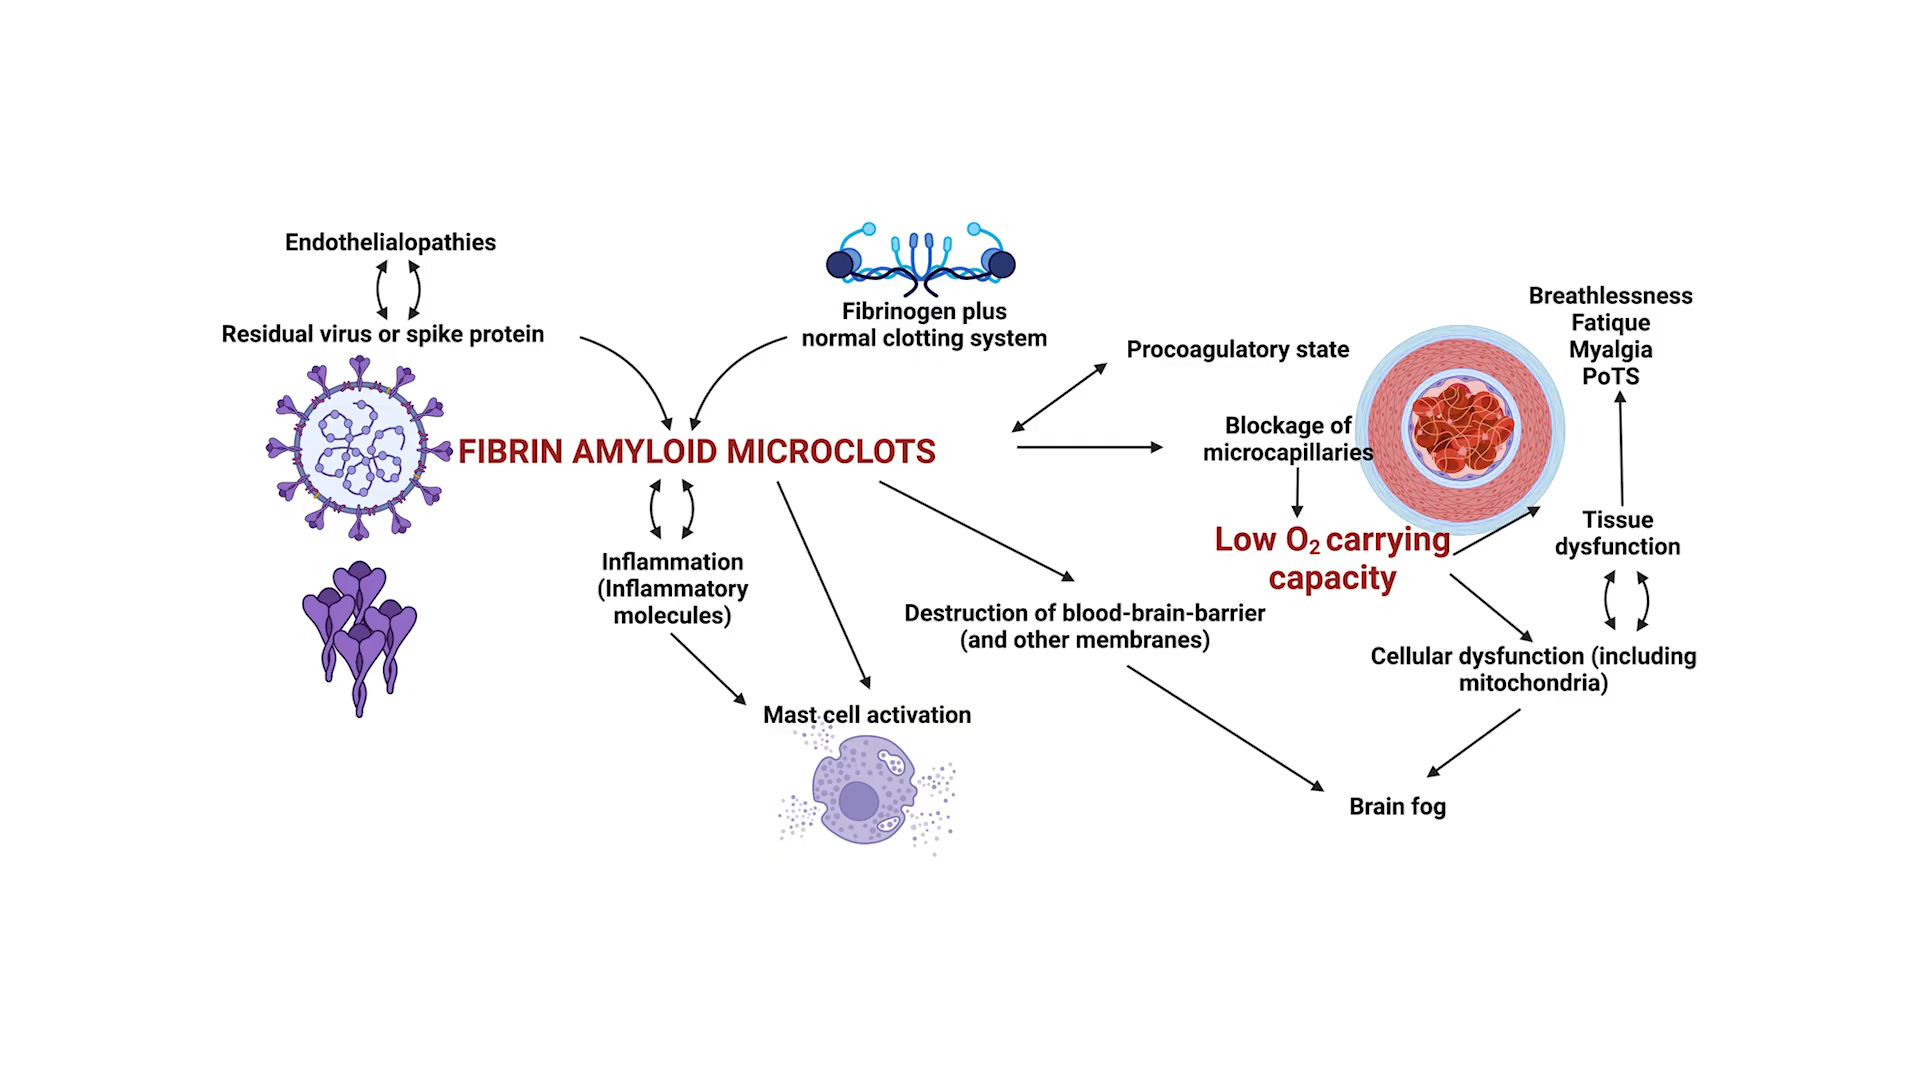 Endothelialopathies
Residual virus or spike protein
Fibrinogen plus
normal clotting system
FIBRIN AMYLOID MICROCLOTS
Inflammation
(Inflammatory
molecules)
Mast cell activation
Destruction of blood-brain-barrier
(and other membranes)
Procoagulatory state
Blockage of
microcapillaries
Low O₂ carrying
capacity
Breathlessness
Fatique
Myalgia
PoTS
Tissue
dysfunction
Cellular dysfunction (including
mitochondria)
Brain fog